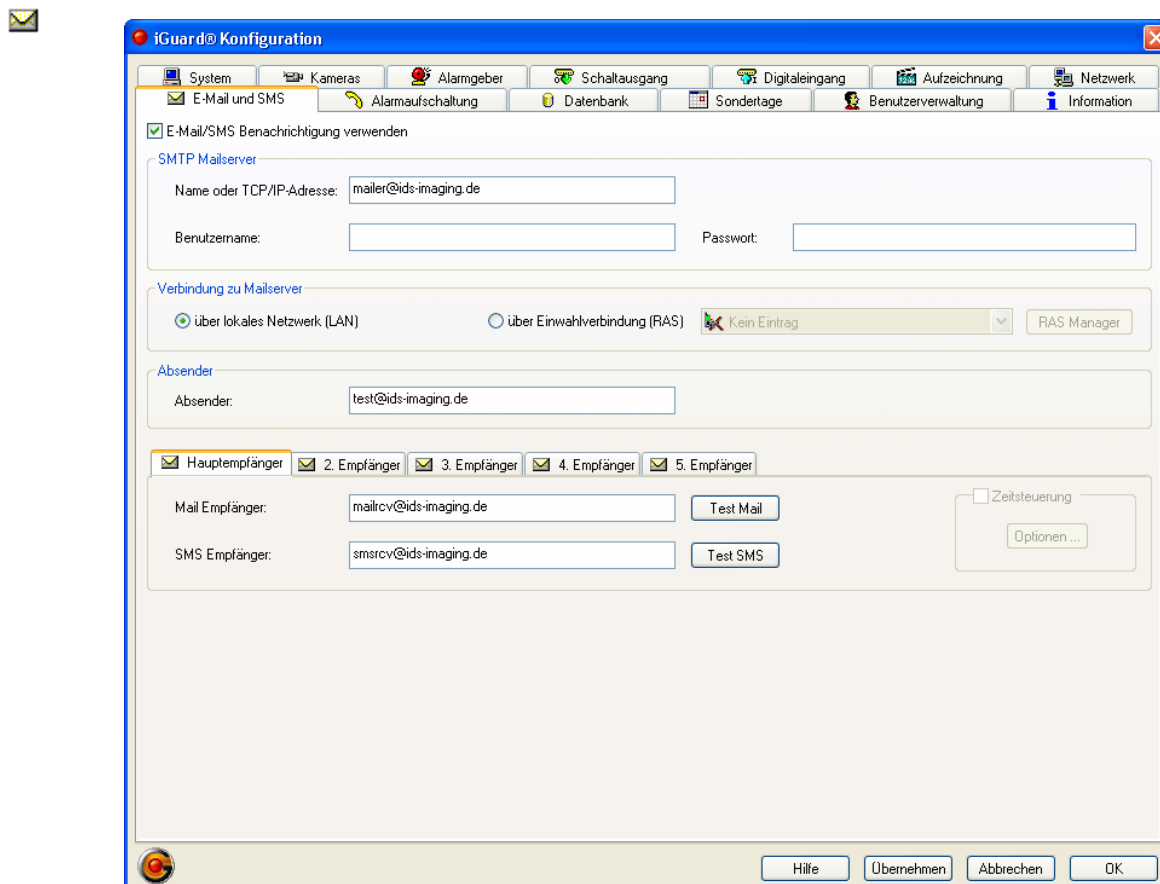 iGuard® Konfiguration
System Kameras Alarmgeber Schaltausgang Digitaleingang Aufzeichnung Netzwerk
E-Mail und SMS Alarmaufschaltung Datenbank Sondertage Benutzerverwaltung Information
E-Mail/SMS Benachrichtigung verwenden
SMTP Mailserver
Name oder TCP/IP-Adresse: mailer@ids-imaging.de
Benutzername: Passwort:
Verbindung zu Mailserver
über lokales Netzwerk (LAN) über Einwahlverbindung (RAS) Kein Eintrag RAS Manager
Absender
Absender: test@ids-imaging.de
Hauptempfänger 2. Empfänger 3. Empfänger 4. Empfänger 5. Empfänger
Mail Empfänger: mailrcv@ids-imaging.de Test Mail Zeitsteuerung
Optionen ...
SMS Empfänger: smsrcv@ids-imaging.de Test SMS
Hilfe Übernehmen Abbrechen OK